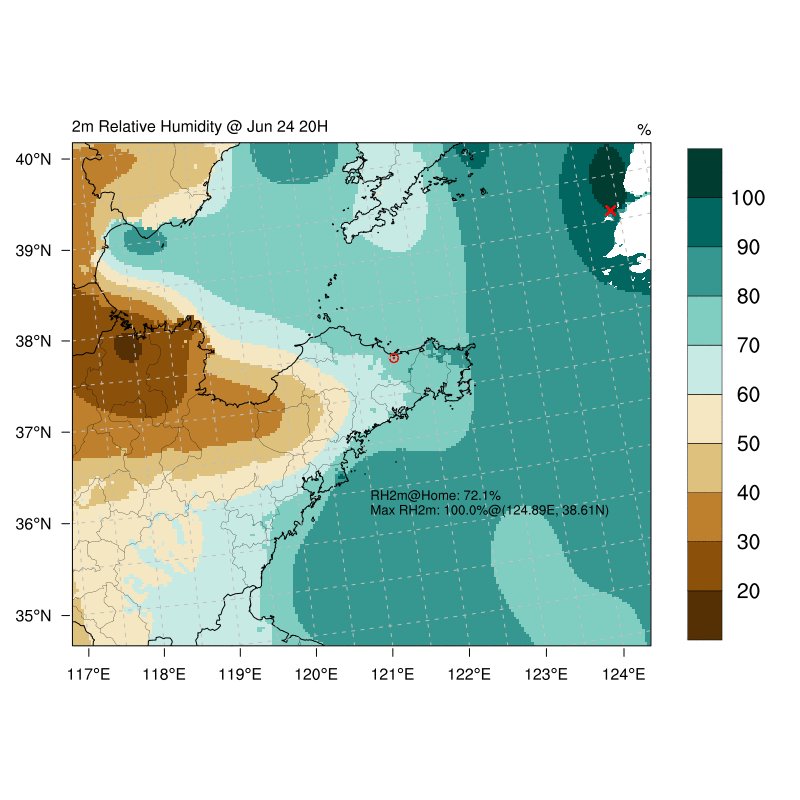 2m Relative Humidity @ Jun 24 20H
%
40°N
39°N
38°N
37°N
36°N
35°N
117°E
118°E
119°E
120°E
121°E
122°E
123°E
124°E
RH2m@Home: 72.1%
Max RH2m: 100.0%@(124.89E, 38.61N)
100
90
80
70
60
50
40
30
20